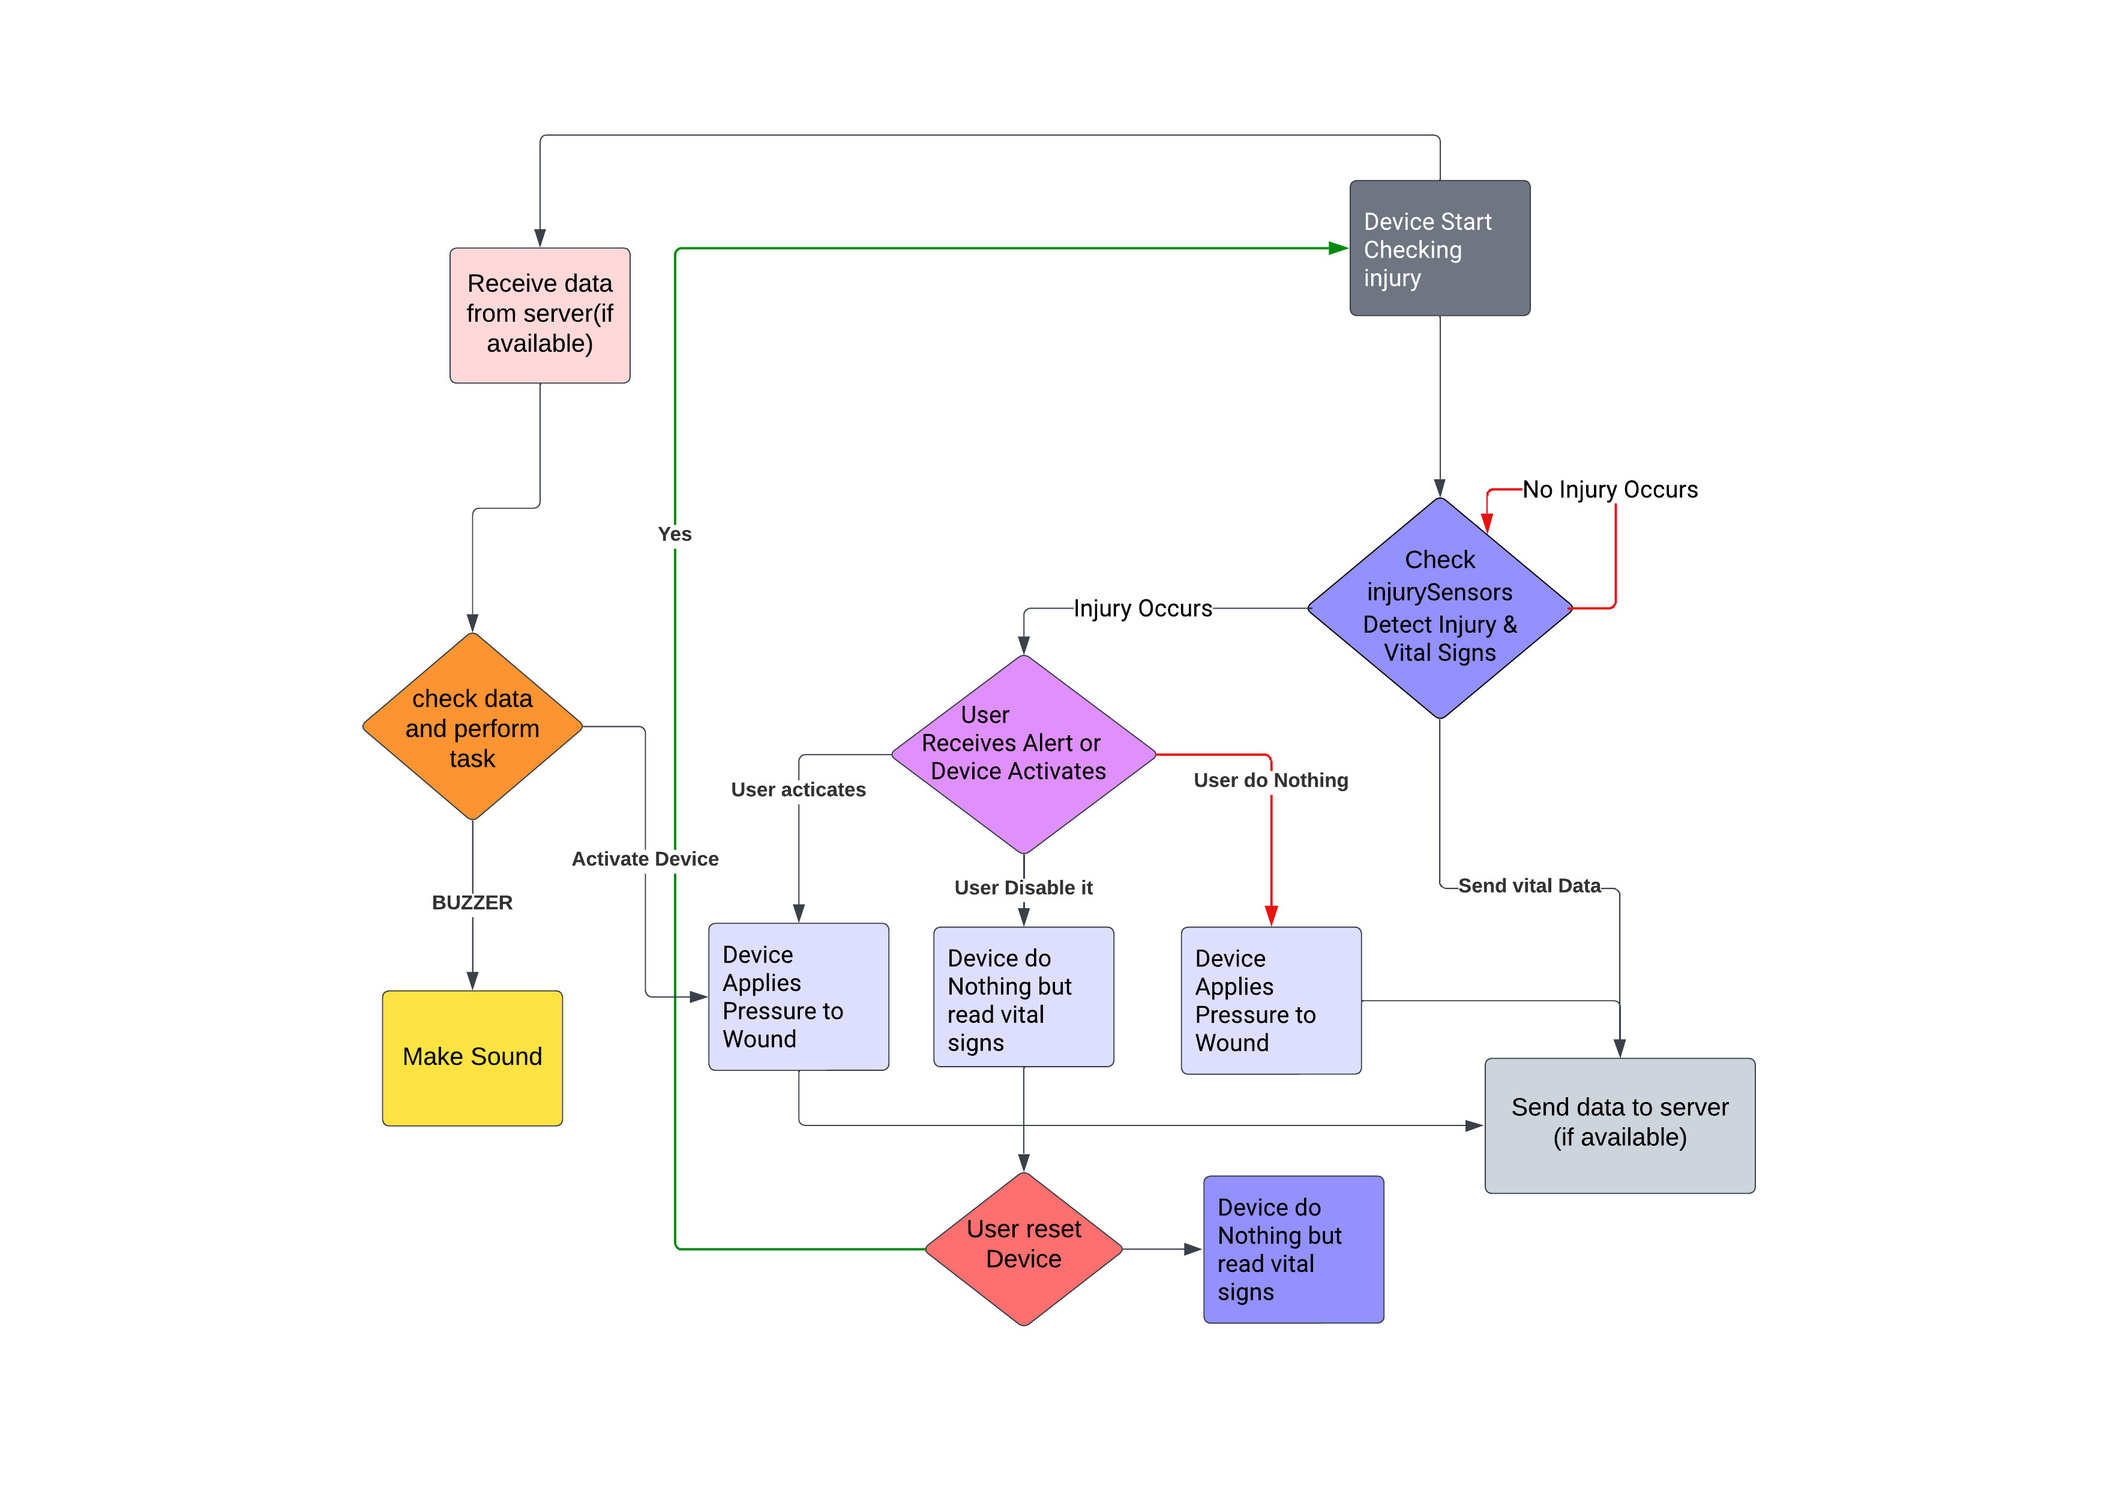 Device Start
Checking
injury
Receive data
from server(if
available)
No Injury Occurs
Yes
Check
injurySensors
Detect Injury &
Vital Signs
Injury Occurs
check data
and perform
task
User
Receives Alert or
Device Activates
User acticates
User do Nothing
Activate Device
User Disable it
Send vital Data
BUZZER
Device
Applies
Pressure to
Wound
Device do
Nothing but
read vital
signs
Device
Applies
Pressure to
Wound
Make Sound
Send data to server
(if available)
User reset
Device
Device do
Nothing but
read vital
signs